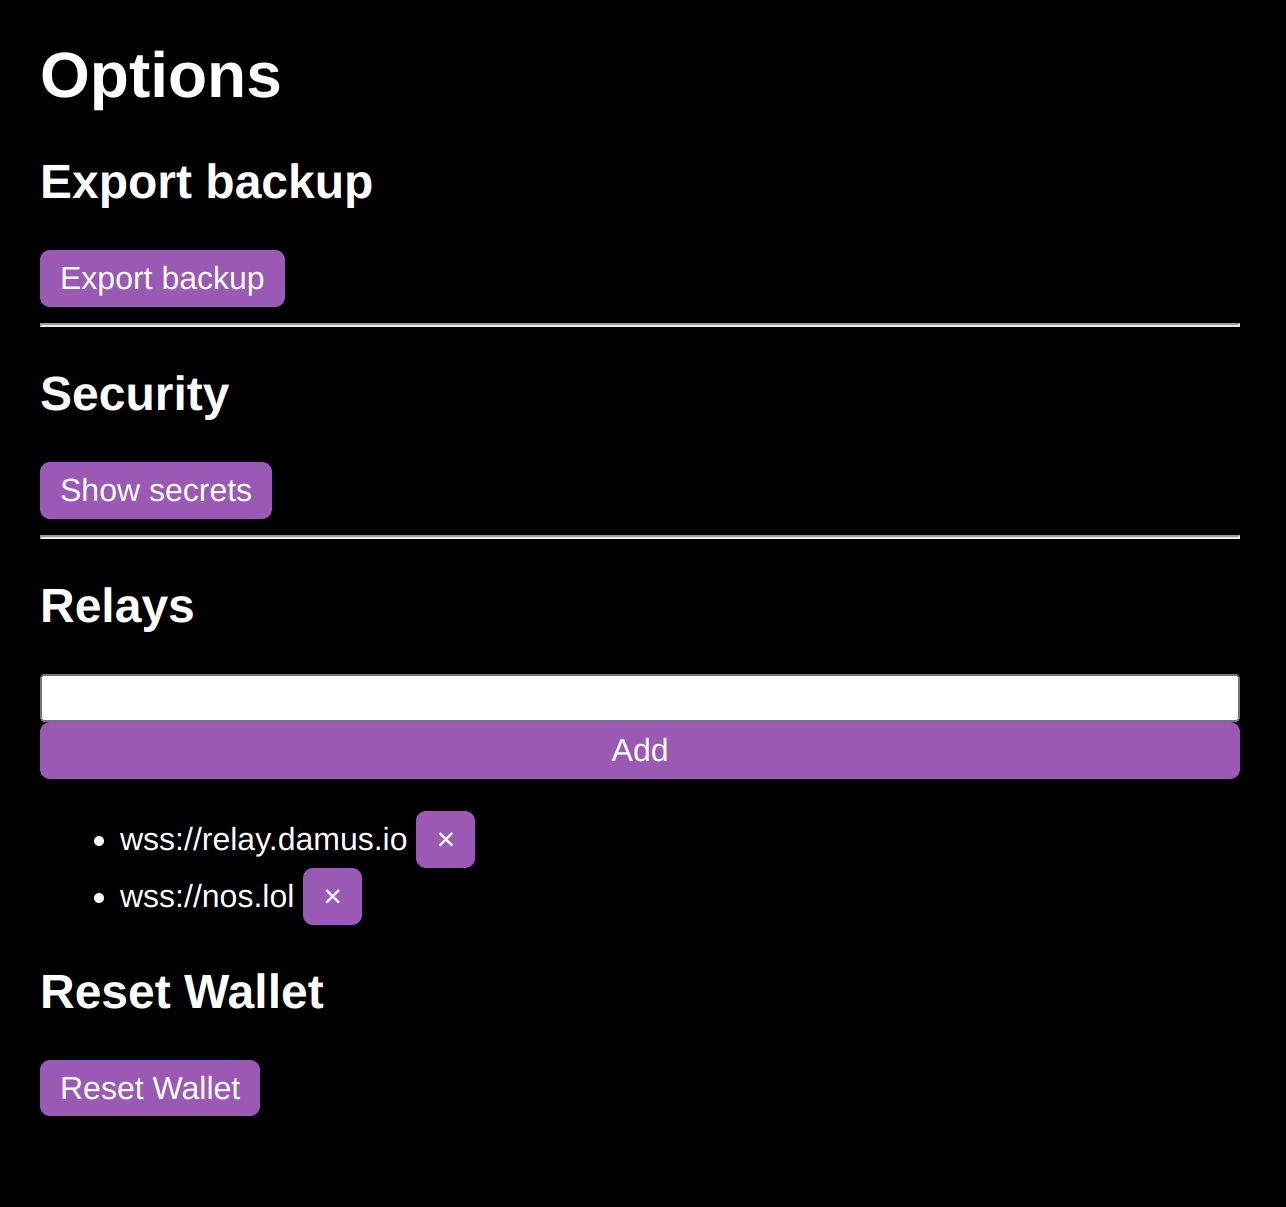 Options
Export backup
Export backup
Security
Show secrets
Relays
Add
• wss://relay.damus.io ×
• wss://nos.lol ×
Reset Wallet
Reset Wallet